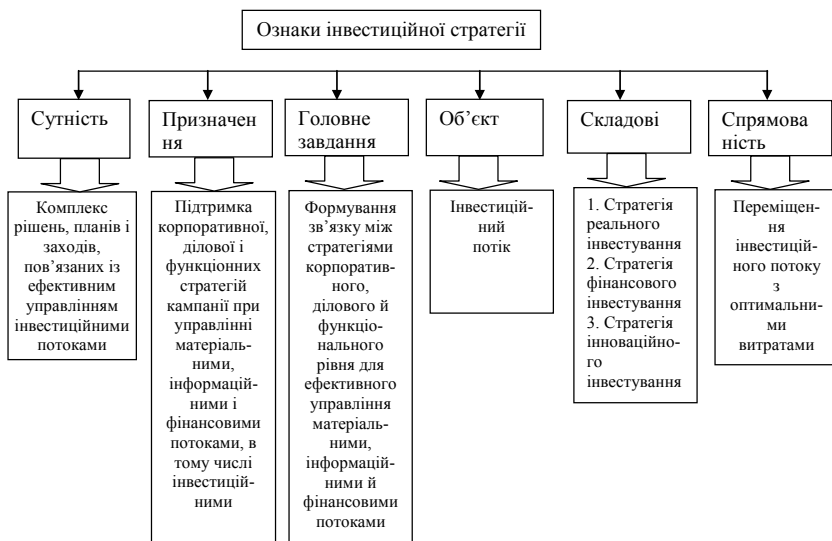 Ознаки інвестиційної стратегії
Сутність
Призначен
ня
Головне
завдання
Об’єкт
Складові
Спрямова
ність
Комплекс
рішень, планів і
заходів,
пов’язаних із
ефективним
управлінням
інвестиційними
потоками
Підтримка
корпоративної,
ділової і
функціонних
стратегій
кампанії при
управлінні
матеріаль-
ними,
інформацій-
ними і
фінансовими
потоками, в
тому числі
інвестицій-
ними
Формування
зв’язку між
стратегіями
корпоратив-
ного,
ділового й
функціо-
нального
рівня для
ефективного
управління
матеріаль-
ними,
інформацій-
ними й
фінансовими
потоками
Інвестицій-
ний
потік
1. Стратегія
реального
інвестування
2. Стратегія
фінансового
інвестування
3. Стратегія
інноваційно
го
інвестування
Переміщен-
ня
інвестицій-
ного потоку
з
оптимальни-
ми
витратами